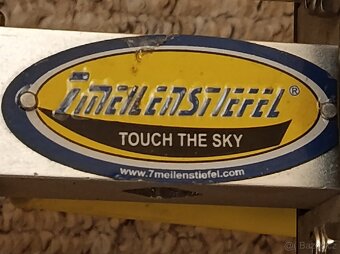 7MEILENSTIEFEL®
TOUCH THE SKY
www.7meilenstiefel.com